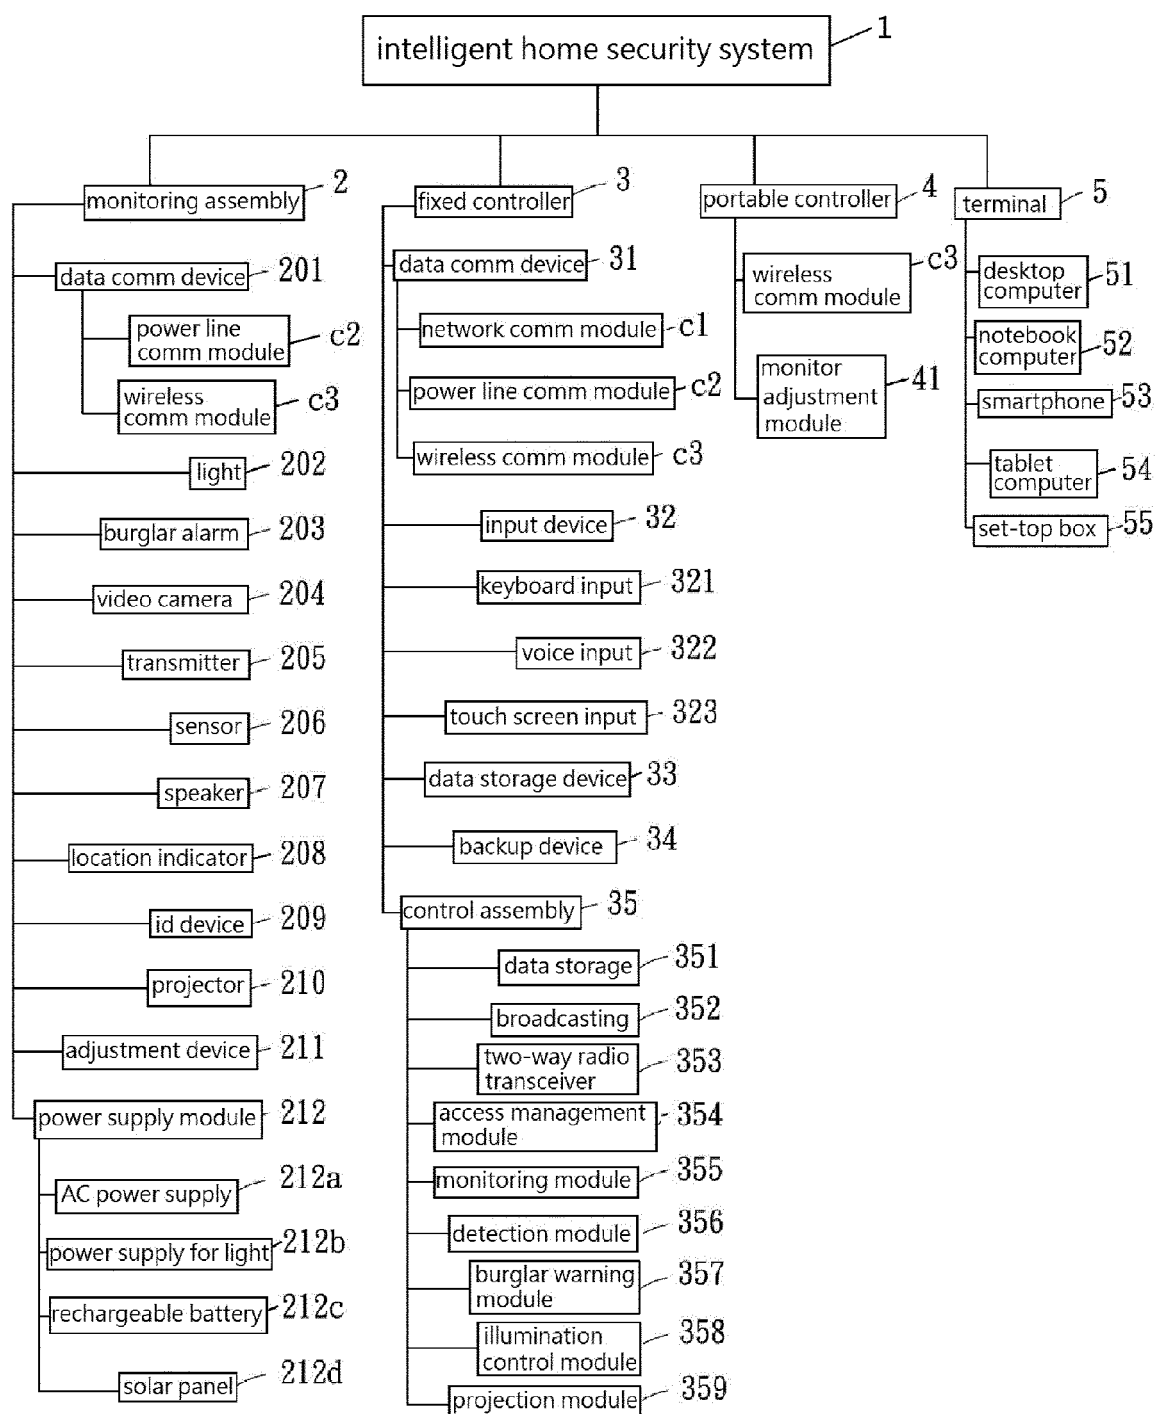 intelligent home security system 1
monitoring assembly 2
data comm device 201
power line
comm module c2
wireless
comm module c3
light 202
burglar alarm 203
video camera 204
transmitter 205
sensor 206
speaker 207
location indicator 208
id device 209
projector 210
adjustment device 211
power supply module 212
AC power supply 212a
power supply for light 212b
rechargeable battery 212c
solar panel 212d
fixed controller 3
data comm device 31
network comm module c1
power line comm module c2
wireless comm module c3
input device 32
keyboard input 321
voice input 322
touch screen input 323
data storage device 33
backup device 34
control assembly 35
data storage 351
broadcasting 352
two-way radio
transceiver 353
access management
module 354
monitoring module 355
detection module 356
burglar warning
module 357
illumination
control module 358
projection module 359
portable controller 4
wireless
comm module c3
monitor
adjustment
module 41
terminal 5
desktop
computer 51
notebook
computer 52
smartphone 53
tablet
computer 54
set-top box 55